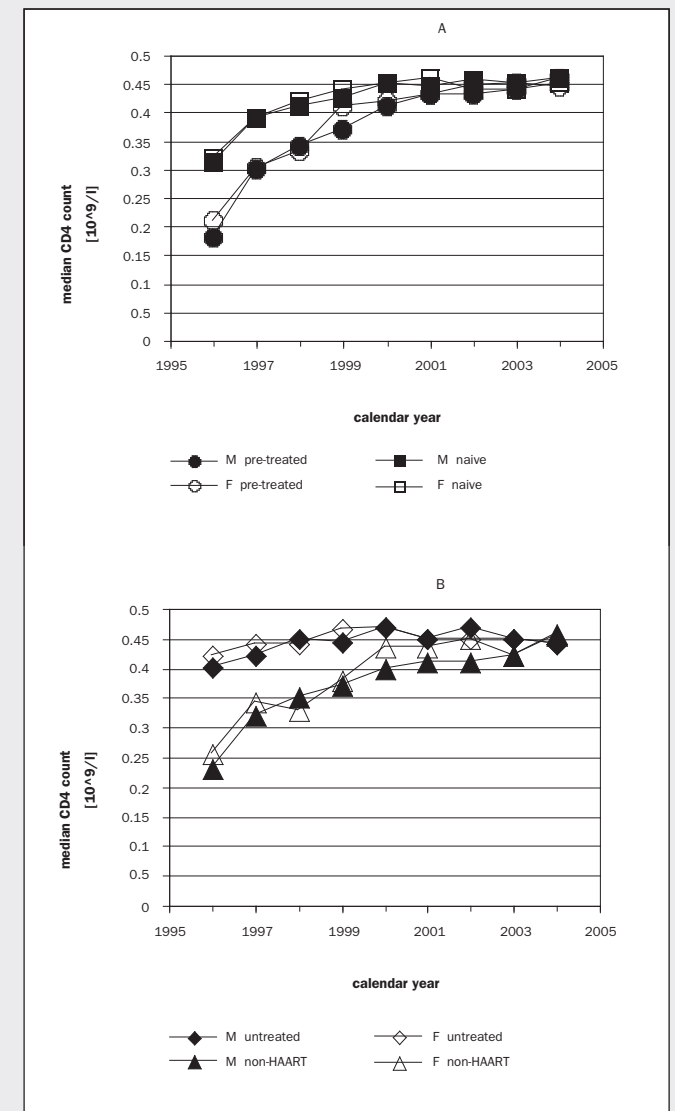 A
0.5
0.45
0.4
0.35
0.3
0.25
0.2
0.15
0.1
0.5
0
median CD4 count
[10^9/l]
1995 1997 1999 2001 2003 2005
calendar year
M pre-treated M naive
F pre-treated F naive
B
0.5
0.45
0.4
0.35
0.3
0.25
0.2
0.15
0.1
0.5
0
median CD4 count
[10^9/l]
1995 1997 1999 2001 2003 2005
calendar year
M untreated F untreated
M non-HAART F non-HAART